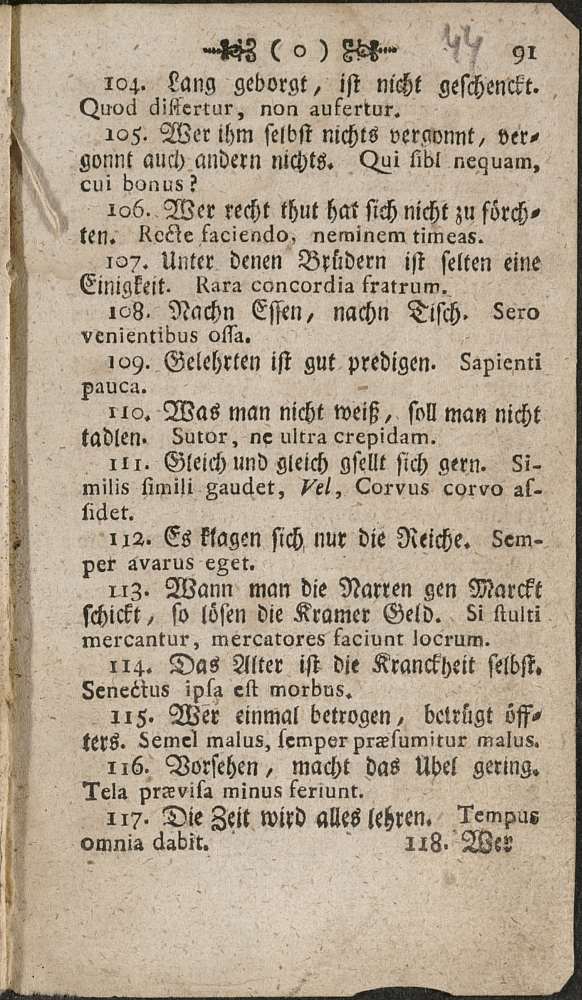 ( o ) 44 91
104. Lang geborgt, ist nicht geschenckt.
Quod differtur, non aufertur.
105. Wer ihm selbst nichts vergonnt, ver-
gonnt auch andern nichts. Qui sibi nequam,
cui bonus?
106. Wer recht thut hat sich nicht zu förch-
ten. Recte faciendo, neminem timeas.
107. Unter denen Brüdern ist selten eine
Einigkeit. Rara concordia fratrum.
108. Nachn Essen, nachn Tisch. Sero
venientibus ossa.
109. Gelehrten ist gut predigen. Sapienti
pauca.
110. Was man nicht weiß, soll man nicht
tadlen. Sutor, ne ultra crepidam.
111. Gleich und gleich gsellt sich gern. Si-
milis simili gaudet, Vel, Corvus corvo as-
sidet.
112. Es klagen sich nur die Reiche. Sem-
per avarus eget.
113. Wann man die Narren gen Marckt
schickt, so lösen die Kramer Geld. Si stulti
mercantur, mercatores faciunt locrum.
114. Das Alter ist die Kranckheit selbst.
Senectus ipsa est morbus.
115. Wer einmal betrogen, betrügt öff-
ters. Semel malus, semper præsumitur malus.
116. Vorsehen, macht das Ubel gering.
Tela prævisa minus feriunt.
117. Die Zeit wird alles lehren. Tempus
omnia dabit. 118. Wer